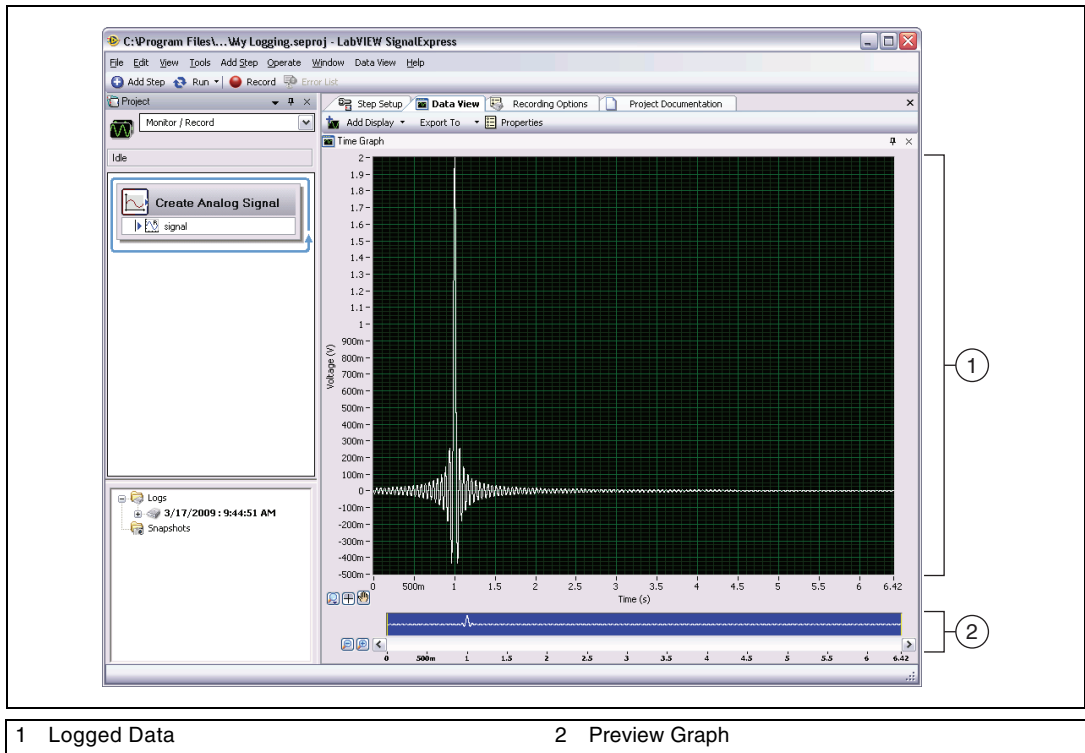 C:\Program Files\...\My Logging.seproj - LabVIEW SignalExpress
File Edit View Tools Add Step Operate Window Data View Help
Add Step Run Record Error List
Project
Monitor / Record
Idle
Create Analog Signal
signal
Logs
3/17/2009 : 9:44:51 AM
Snapshots
Step Setup Data View Recording Options Project Documentation
Add Display Export To Properties
Time Graph
Voltage (V)
2
1.9
1.8
1.7
1.6
1.5
1.4
1.3
1.2
1.1
1
900m
800m
700m
600m
500m
400m
300m
200m
100m
0
-100m
-200m
-300m
-400m
-500m
0 500m 1 1.5 2 2.5 3 3.5 4 4.5 5 5.5 6 6.42
Time (s)
0 500m 1 1.5 2 2.5 3 3.5 4 4.5 5 5.5 6 6.42
1
2
1 Logged Data 2 Preview Graph